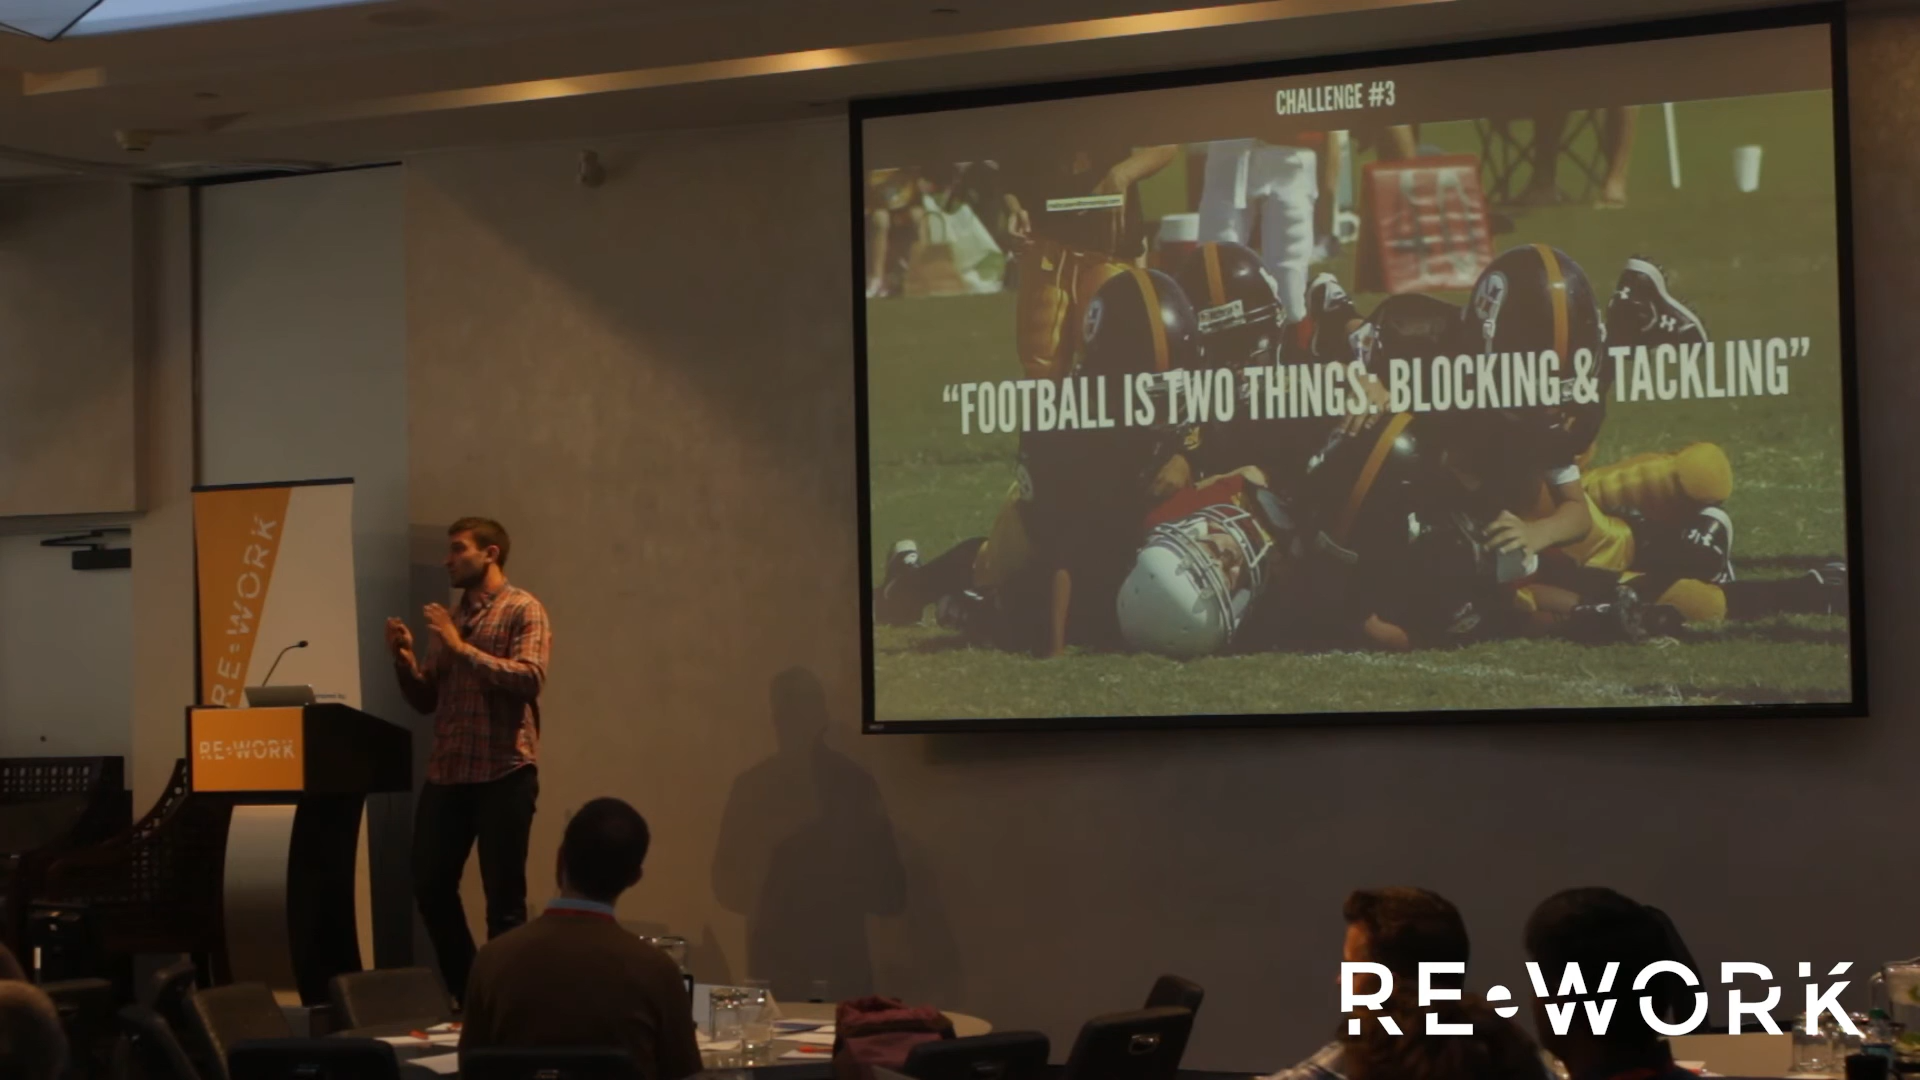 CHALLENGE #3
“FOOTBALL IS TWO THINGS: BLOCKING & TACKLING”
RE•WORK
RE•WORK
RE•WORK